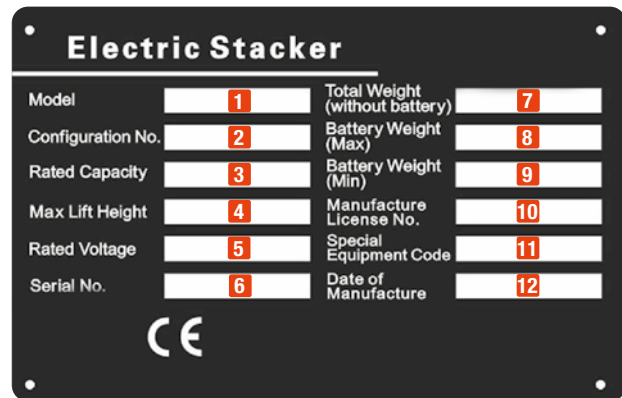 Electric Stacker
Model 1
Configuration No. 2
Rated Capacity 3
Max Lift Height 4
Rated Voltage 5
Serial No. 6
Total Weight
(without battery) 7
Battery Weight
(Max) 8
Battery Weight
(Min) 9
Manufacture
License No. 10
Special
Equipment Code 11
Date of
Manufacture 12
CE